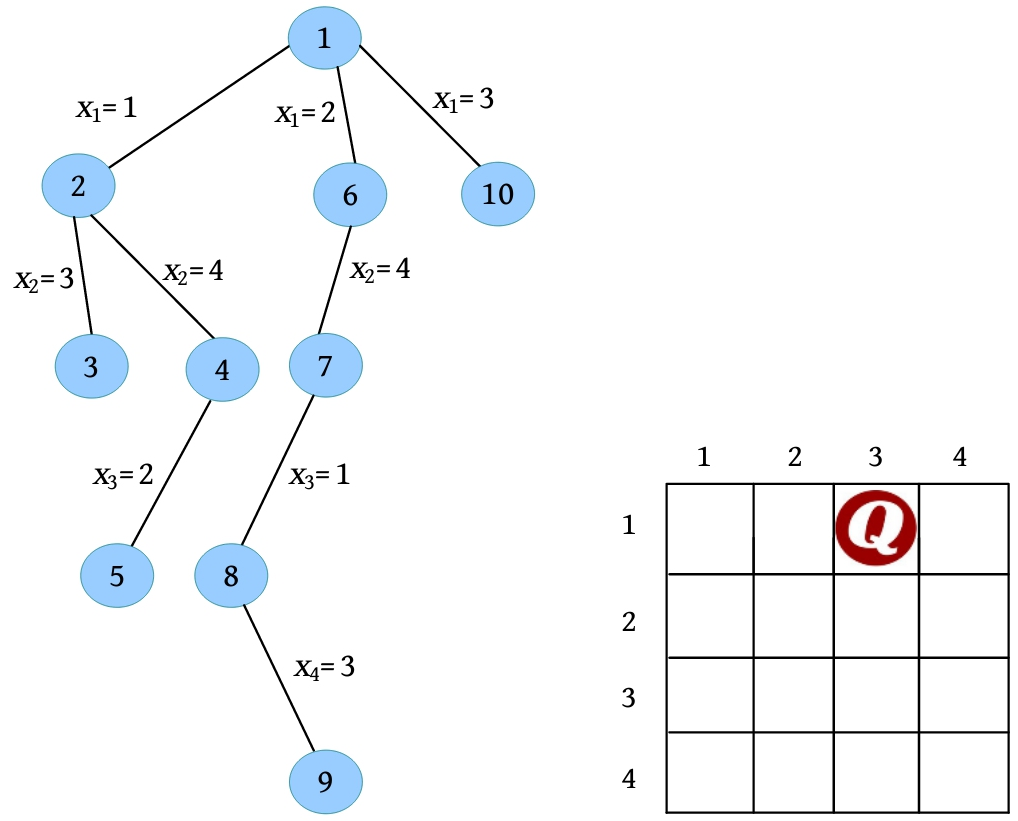 1
x₁= 1
x₁= 2
x₁= 3
2
6
10
x₂= 3
x₂= 4
x₂= 4
3
4
7
x₃= 2
x₃= 1
5
8
x₄= 3
9
1 2 3 4
1 Q
2
3
4